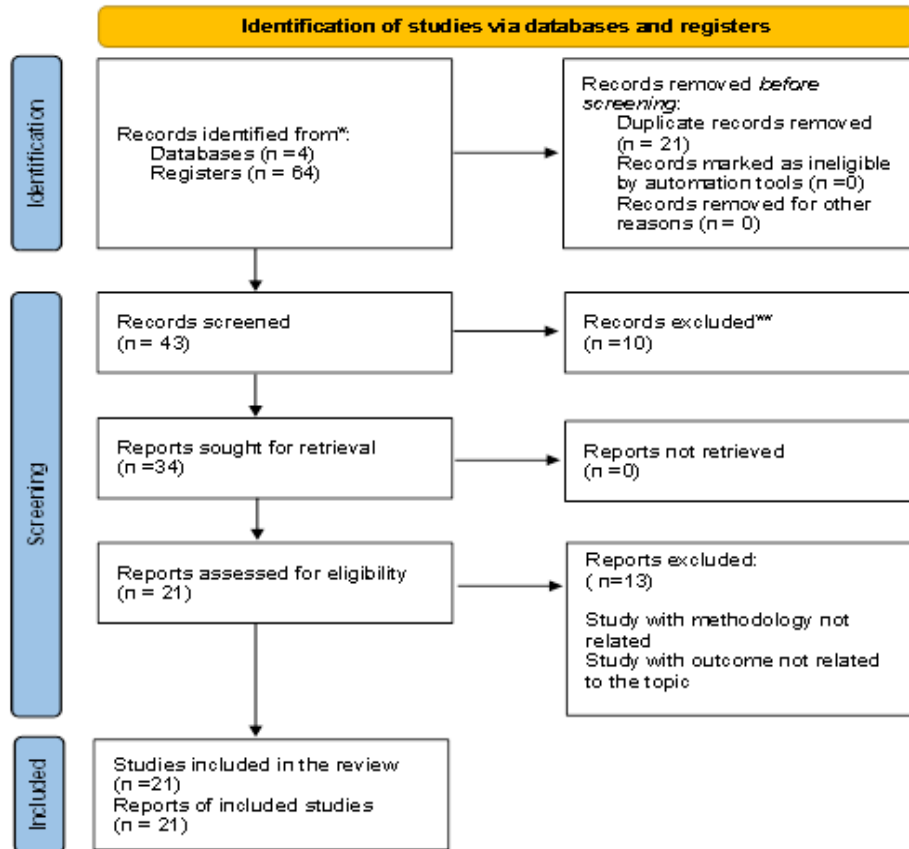 Identification of studies via databases and registers
Identification
Records identified from*:
Databases (n =4)
Registers (n = 64)
Records removed before
screening:
Duplicate records removed
(n = 21)
Records marked as ineligible
by automation tools (n =0)
Records removed for other
reasons (n = 0)
Screening
Records screened
(n = 43)
Records excluded**
(n =10)
Reports sought for retrieval
(n =34)
Reports not retrieved
(n =0)
Reports assessed for eligibility
(n = 21)
Reports excluded:
( n=13)
Study with methodology not
related
Study with outcome not related
to the topic
Included
Studies included in the review
(n =21)
Reports of included studies
(n = 21)